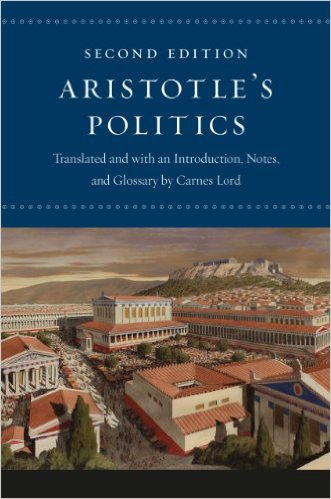 SECOND EDITION
ARISTOTLE'S
POLITICS
Translated and with an Introduction, Notes,
and Glossary by Carnes Lord